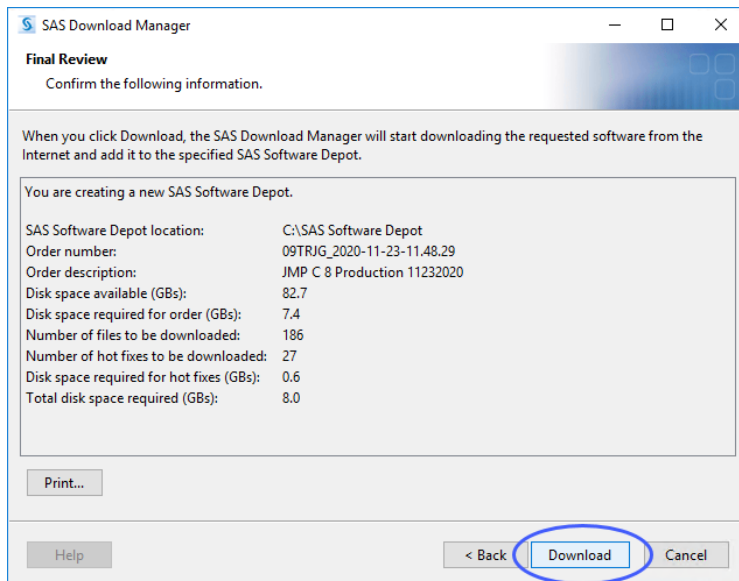 SAS Download Manager
Final Review
Confirm the following information.
When you click Download, the SAS Download Manager will start downloading the requested software from the
Internet and add it to the specified SAS Software Depot.
You are creating a new SAS Software Depot.
SAS Software Depot location: C:\SAS Software Depot
Order number: 09TRJG_2020-11-23-11.48.29
Order description: JMP C 8 Production 11232020
Disk space available (GBs): 82.7
Disk space required for order (GBs): 7.4
Number of files to be downloaded: 186
Number of hot fixes to be downloaded: 27
Disk space required for hot fixes (GBs): 0.6
Total disk space required (GBs): 8.0
Print...
Help < Back Download Cancel